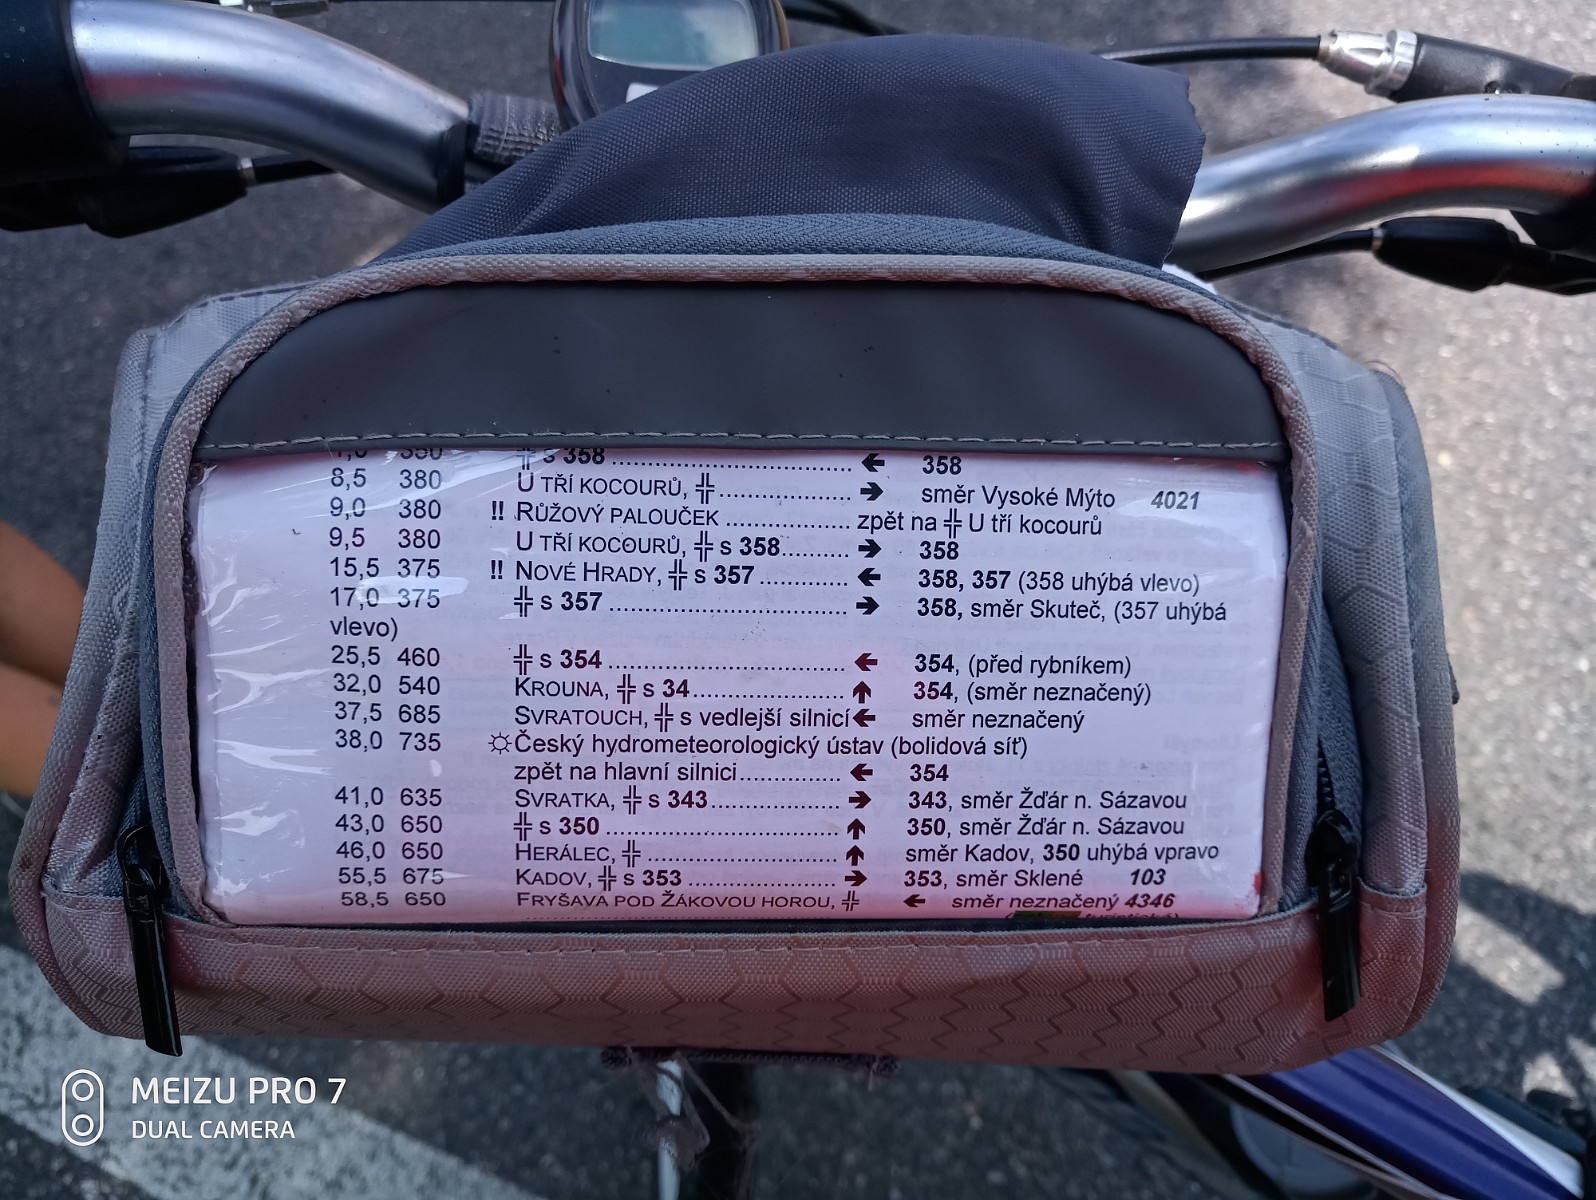 350 ╬ s 358 ... ← 358
8,5 380 U TŘÍ KOCOURŮ, ╬ ... → směr Vysoké Mýto 4021
9,0 380 !! RŮŽOVÝ PALOUČEK ... zpět na ╬ U tří kocourů
9,5 380 U TŘÍ KOCOURŮ, ╬ s 358 ... → 358
15,5 375 !! NOVÉ HRADY, ╬ s 357 ... ← 358, 357 (358 uhýbá vlevo)
17,0 375 ╬ s 357 ... → 358, směr Skuteč, (357 uhýbá
vlevo)
25,5 460 ╬ s 354 ... ← 354, (před rybníkem)
32,0 540 KROUNA, ╬ s 34 ... ↑ 354, (směr neznačený)
37,5 685 SVRATOUCH, ╬ s vedlejší silnicí ← směr neznačený
38,0 735 ☼ Český hydrometeorologický ústav (bolidová síť)
zpět na hlavní silnici ... ← 354
41,0 635 SVRATKA, ╬ s 343 ... → 343, směr Žďár n. Sázavou
43,0 650 ╬ s 350 ... ↑ 350, směr Žďár n. Sázavou
46,0 650 HERÁLEC, ╬ ... ↑ směr Kadov, 350 uhýbá vpravo
55,5 675 KADOV, ╬ s 353 ... → 353, směr Sklené 103
58,5 650 FRYŠAVA POD ŽÁKOVOU HOROU, ╬ ← směr neznačený 4346
MEIZU PRO 7
DUAL CAMERA